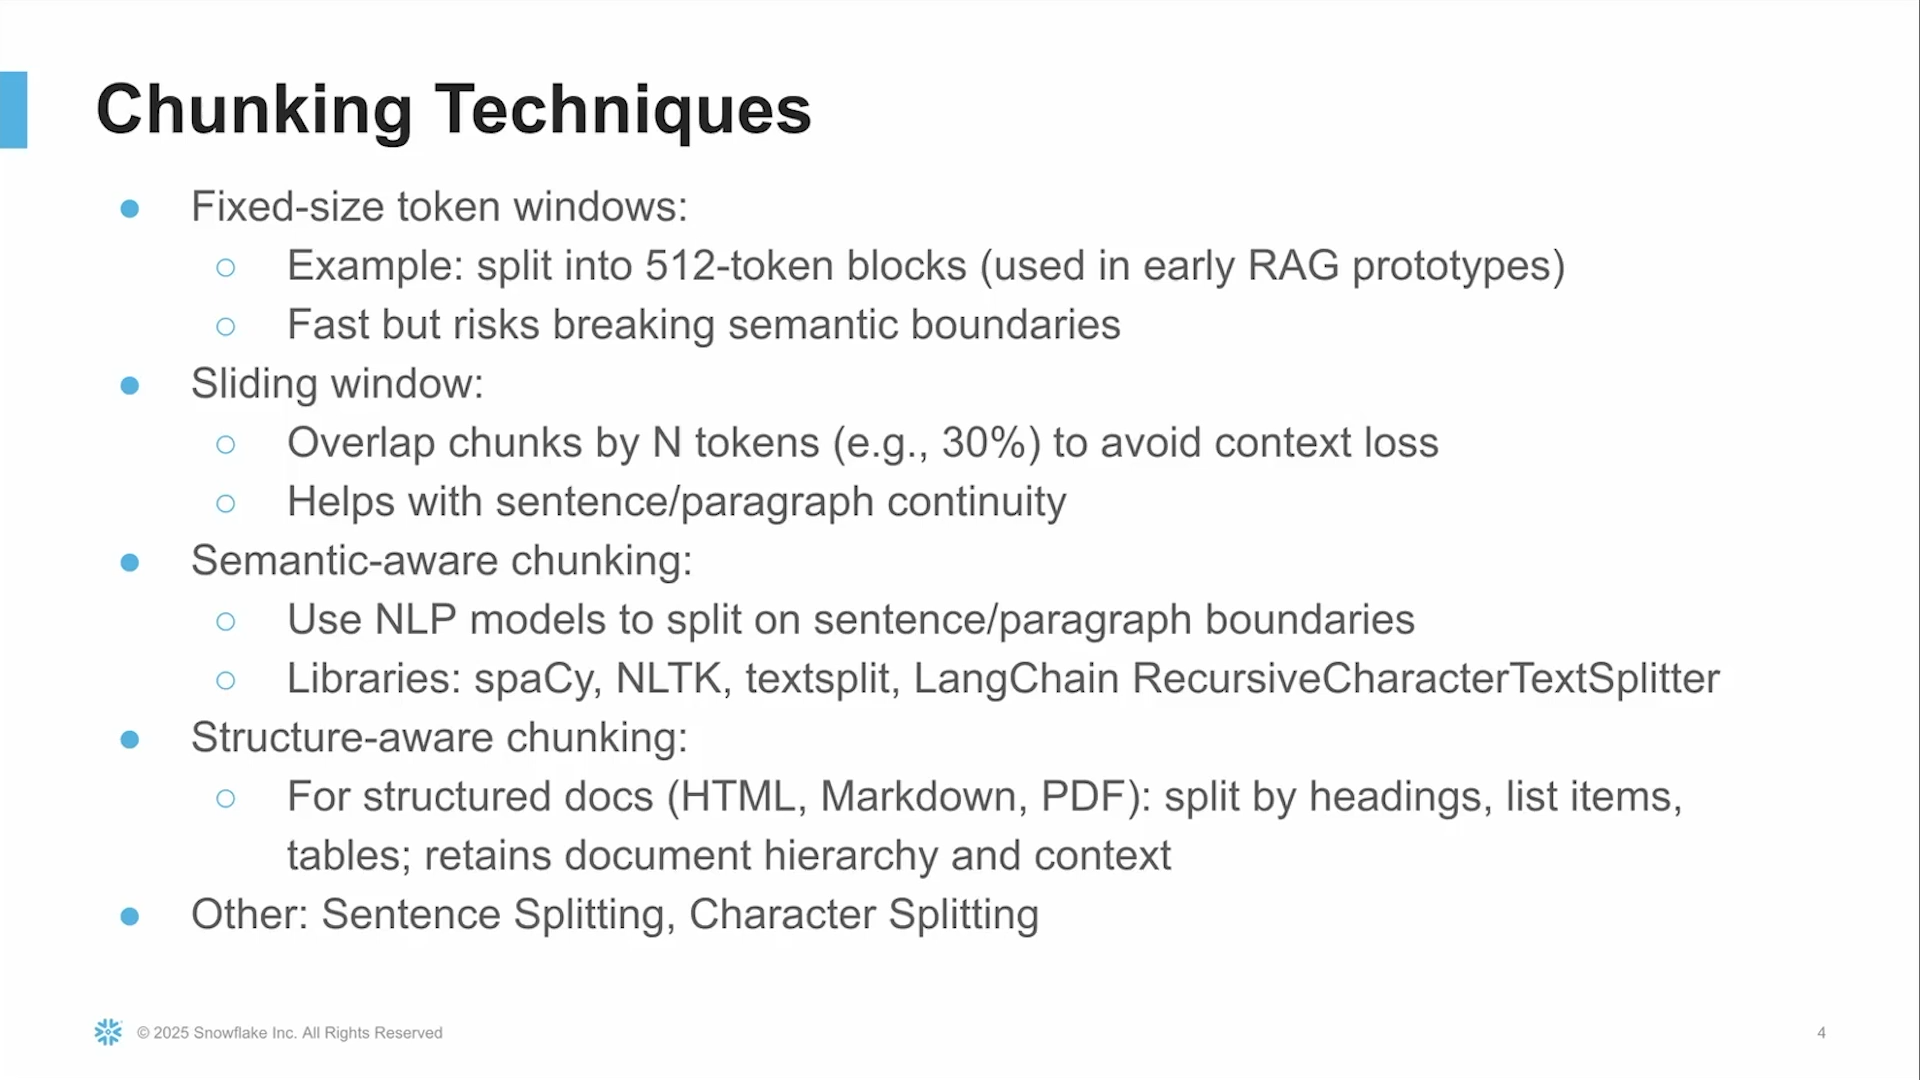 Chunking Techniques
● Fixed-size token windows:
○ Example: split into 512-token blocks (used in early RAG prototypes)
○ Fast but risks breaking semantic boundaries
● Sliding window:
○ Overlap chunks by N tokens (e.g., 30%) to avoid context loss
○ Helps with sentence/paragraph continuity
● Semantic-aware chunking:
○ Use NLP models to split on sentence/paragraph boundaries
○ Libraries: spaCy, NLTK, textsplit, LangChain RecursiveCharacterTextSplitter
● Structure-aware chunking:
○ For structured docs (HTML, Markdown, PDF): split by headings, list items,
tables; retains document hierarchy and context
● Other: Sentence Splitting, Character Splitting
© 2025 Snowflake Inc. All Rights Reserved
4